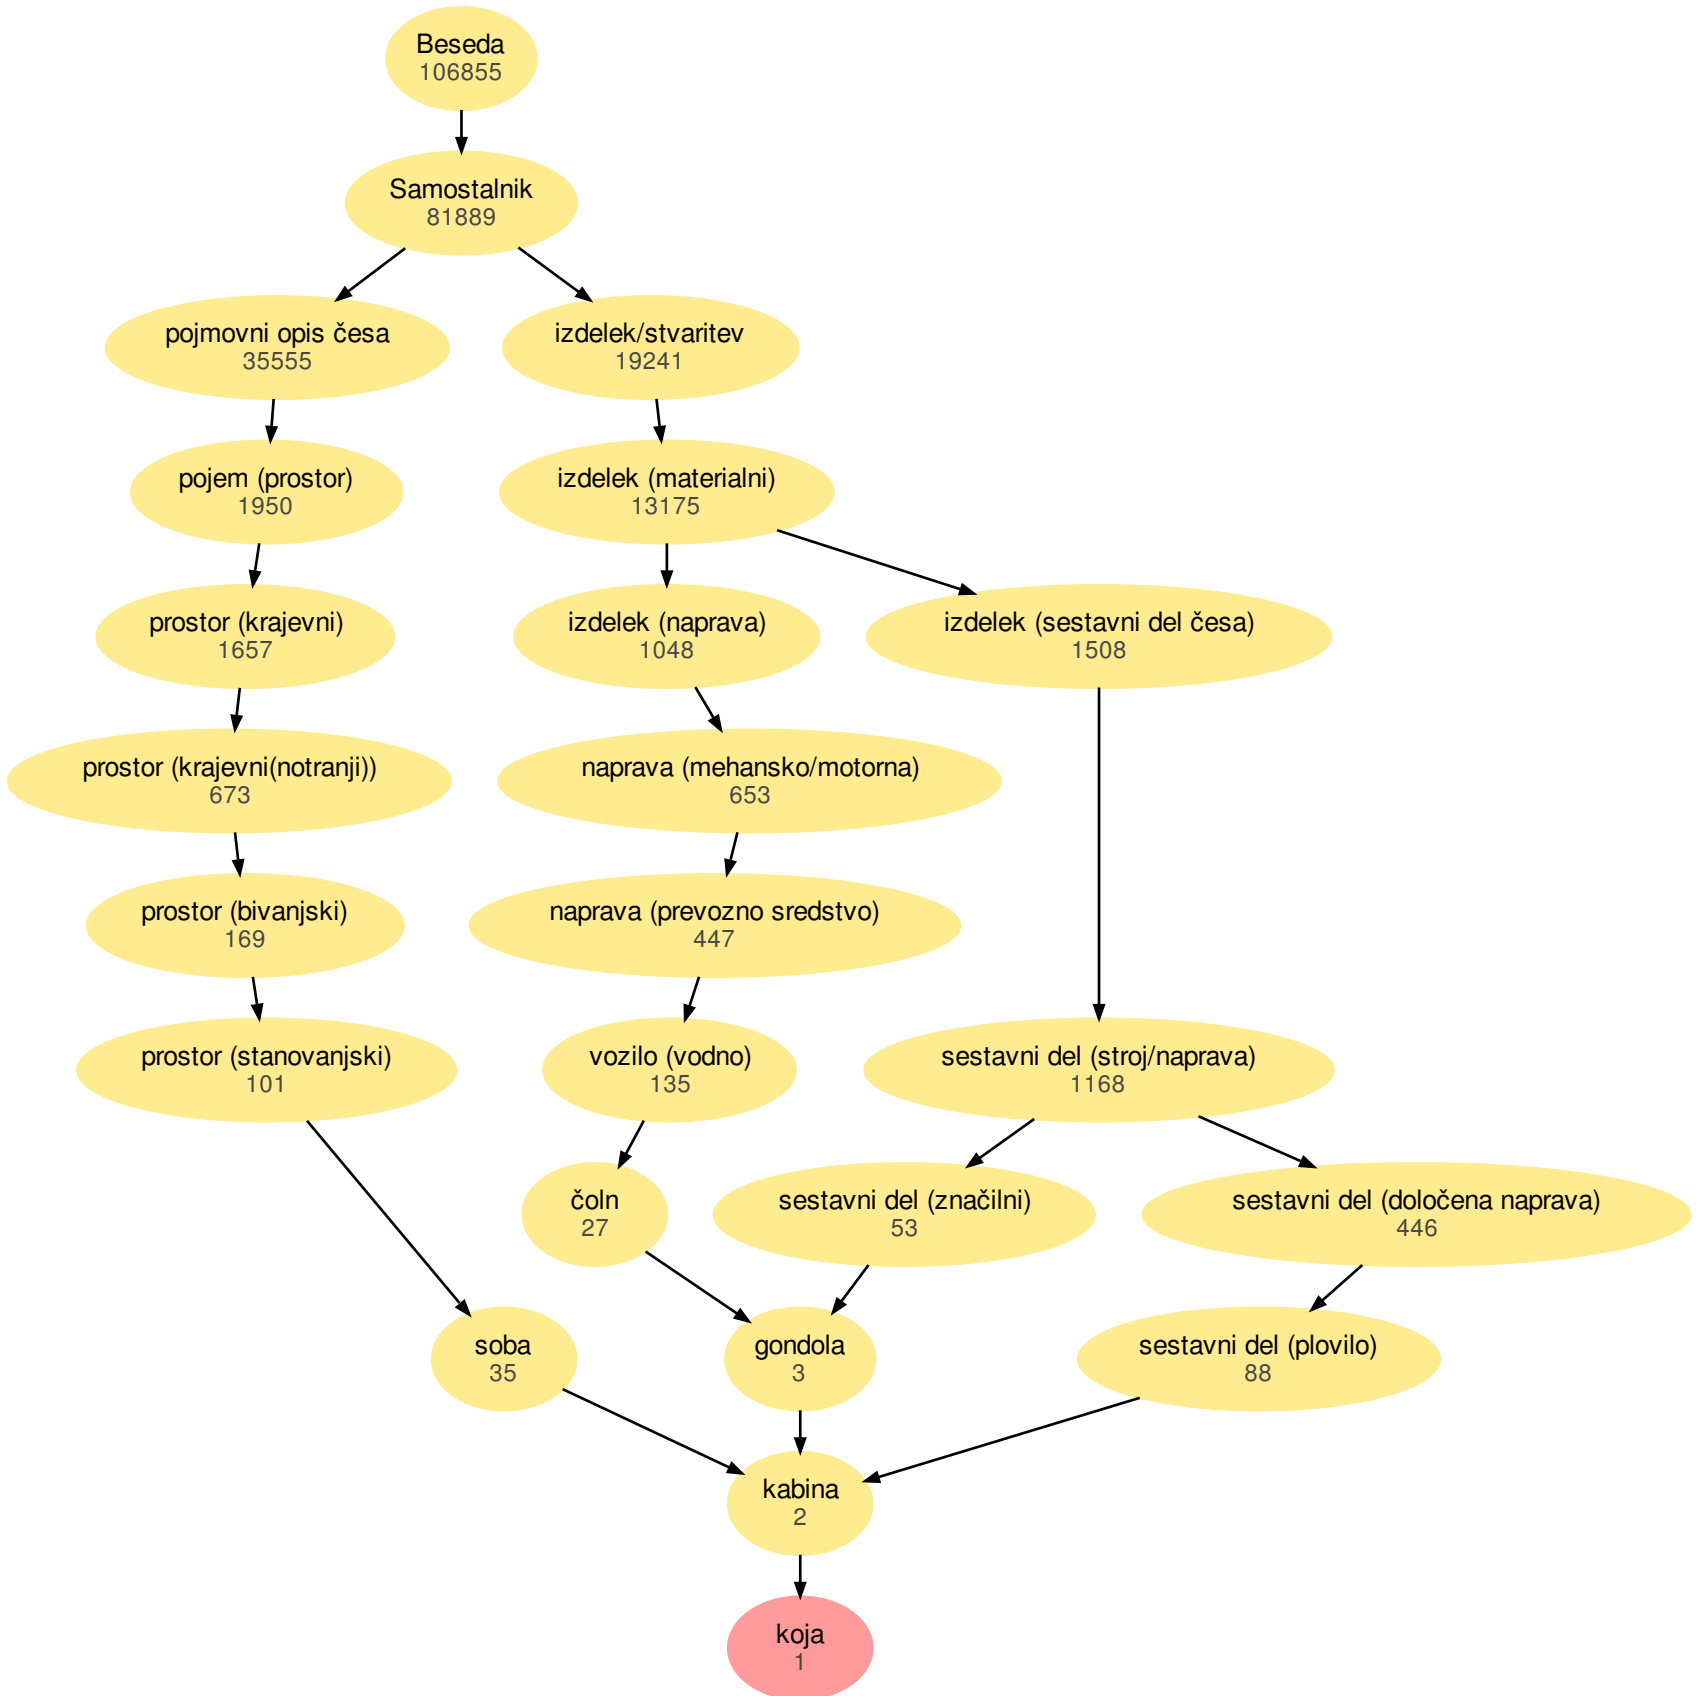 Beseda
106855
Samostalnik
81889
pojmovni opis česa
35555
izdelek/stvaritev
19241
pojem (prostor)
1950
izdelek (materialni)
13175
prostor (krajevni)
1657
izdelek (naprava)
1048
izdelek (sestavni del česa)
1508
prostor (krajevni(notranji))
673
naprava (mehansko/motorna)
653
prostor (bivanjski)
169
naprava (prevozno sredstvo)
447
prostor (stanovanjski)
101
vozilo (vodno)
135
sestavni del (stroj/naprava)
1168
čoln
27
sestavni del (značilni)
53
sestavni del (določena naprava)
446
soba
35
gondola
3
sestavni del (plovilo)
88
kabina
2
koja
1